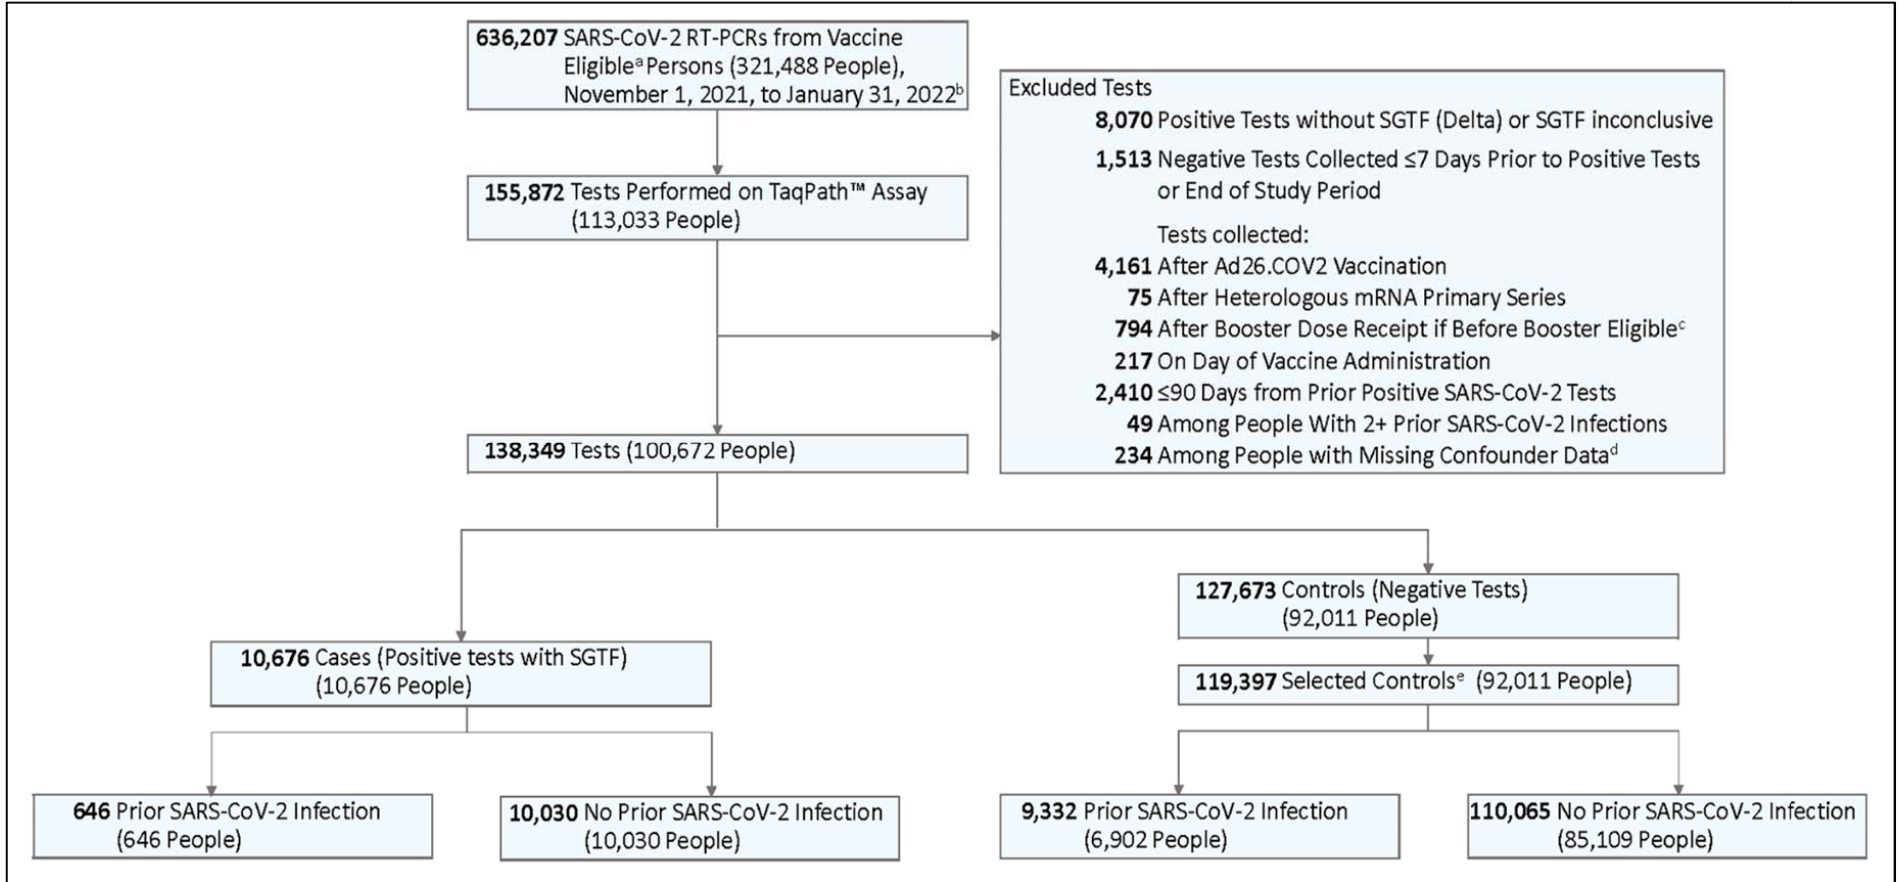 636,207 SARS-CoV-2 RT-PCRs from Vaccine
Eligibleᵃ Persons (321,488 People),
November 1, 2021, to January 31, 2022ᵇ
155,872 Tests Performed on TaqPath™ Assay
(113,033 People)
Excluded Tests
8,070 Positive Tests without SGTF (Delta) or SGTF inconclusive
1,513 Negative Tests Collected ≤7 Days Prior to Positive Tests
or End of Study Period
Tests collected:
4,161 After Ad26.COV2 Vaccination
75 After Heterologous mRNA Primary Series
794 After Booster Dose Receipt if Before Booster Eligibleᶜ
217 On Day of Vaccine Administration
2,410 ≤90 Days from Prior Positive SARS-CoV-2 Tests
49 Among People With 2+ Prior SARS-CoV-2 Infections
234 Among People with Missing Confounder Dataᵈ
138,349 Tests (100,672 People)
127,673 Controls (Negative Tests)
(92,011 People)
10,676 Cases (Positive tests with SGTF)
(10,676 People)
119,397 Selected Controlsᵉ (92,011 People)
646 Prior SARS-CoV-2 Infection
(646 People)
10,030 No Prior SARS-CoV-2 Infection
(10,030 People)
9,332 Prior SARS-CoV-2 Infection
(6,902 People)
110,065 No Prior SARS-CoV-2 Infection
(85,109 People)